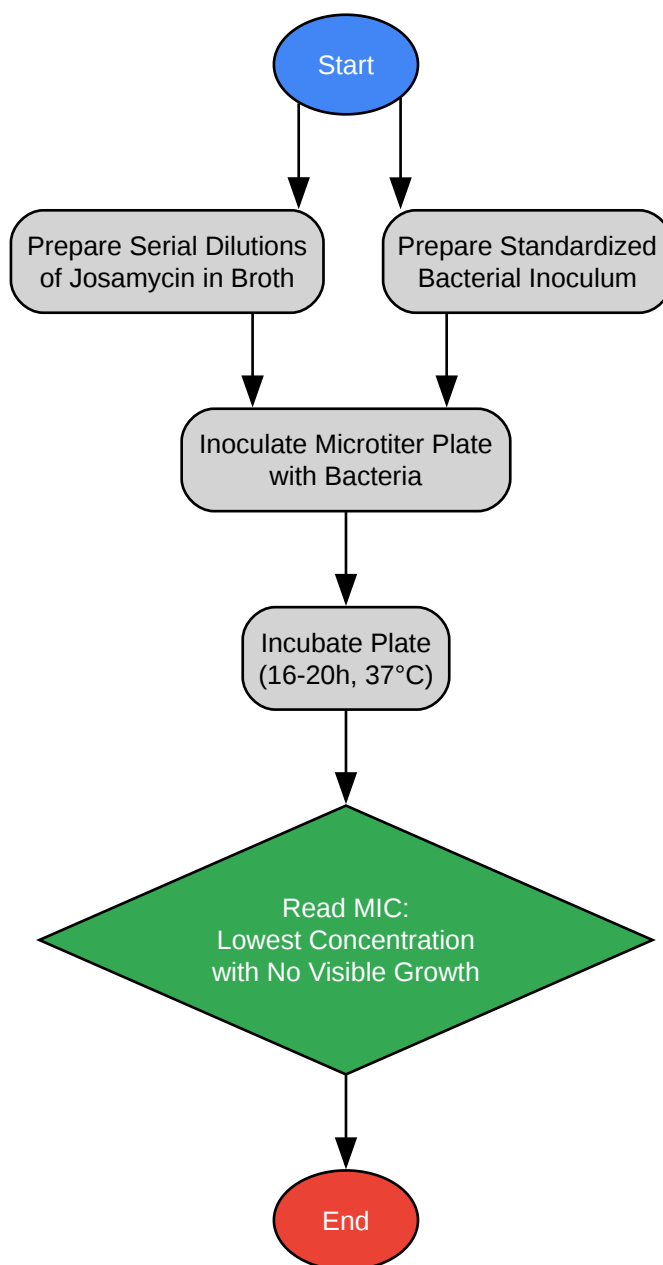 Start
Prepare Serial Dilutions
of Josamycin in Broth
Prepare Standardized
Bacterial Inoculum
Inoculate Microtiter Plate
with Bacteria
Incubate Plate
(16-20h, 37°C)
Read MIC:
Lowest Concentration
with No Visible Growth
End